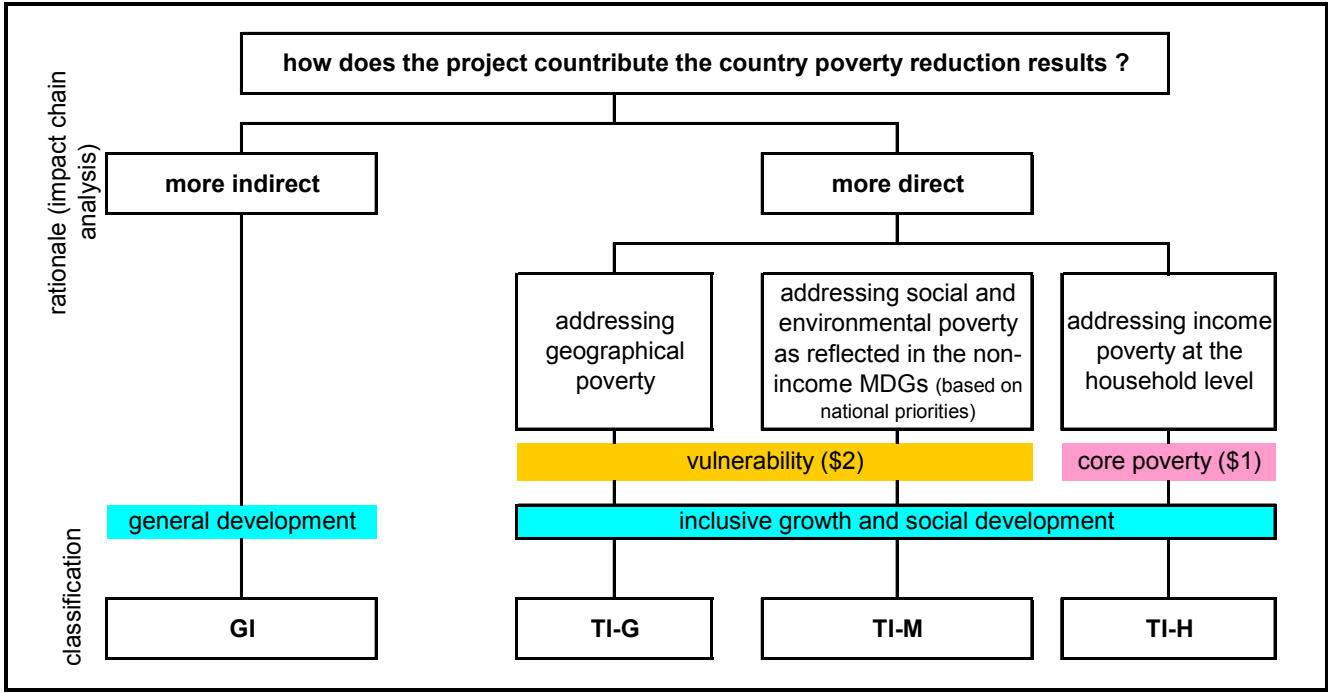 how does the project countribute the country poverty reduction results ?
rationale (impact chain
analysis)
more indirect
more direct
addressing
geographical
poverty
addressing social and
environmental poverty
as reflected in the non-
income MDGs (based on
national priorities)
addressing income
poverty at the
household level
vulnerability ($2)
core poverty ($1)
general development
inclusive growth and social development
classification
GI
TI-G
TI-M
TI-H